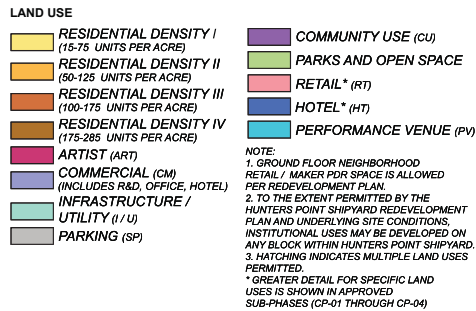 LAND USE
RESIDENTIAL DENSITY I
(15-75 UNITS PER ACRE)
RESIDENTIAL DENSITY II
(50-125 UNITS PER ACRE)
RESIDENTIAL DENSITY III
(100-175 UNITS PER ACRE)
RESIDENTIAL DENSITY IV
(175-285 UNITS PER ACRE)
ARTIST (ART)
COMMERCIAL (CM)
(INCLUDES R&D, OFFICE, HOTEL)
INFRASTRUCTURE /
UTILITY (I / U)
PARKING (SP)
COMMUNITY USE (CU)
PARKS AND OPEN SPACE
RETAIL* (RT)
HOTEL* (HT)
PERFORMANCE VENUE (PV)
NOTE:
1. GROUND FLOOR NEIGHBORHOOD
RETAIL / MAKER PDR SPACE IS ALLOWED
PER REDEVELOPMENT PLAN.
2. TO THE EXTENT PERMITTED BY THE
HUNTERS POINT SHIPYARD REDEVELOPMENT
PLAN AND UNDERLYING SITE CONDITIONS,
INSTITUTIONAL USES MAY BE DEVELOPED ON
ANY BLOCK WITHIN HUNTERS POINT SHIPYARD.
3. HATCHING INDICATES MULTIPLE LAND USES
PERMITTED.
* GREATER DETAIL FOR SPECIFIC LAND
USES IS SHOWN IN APPROVED
SUB-PHASES (CP-01 THROUGH CP-04)